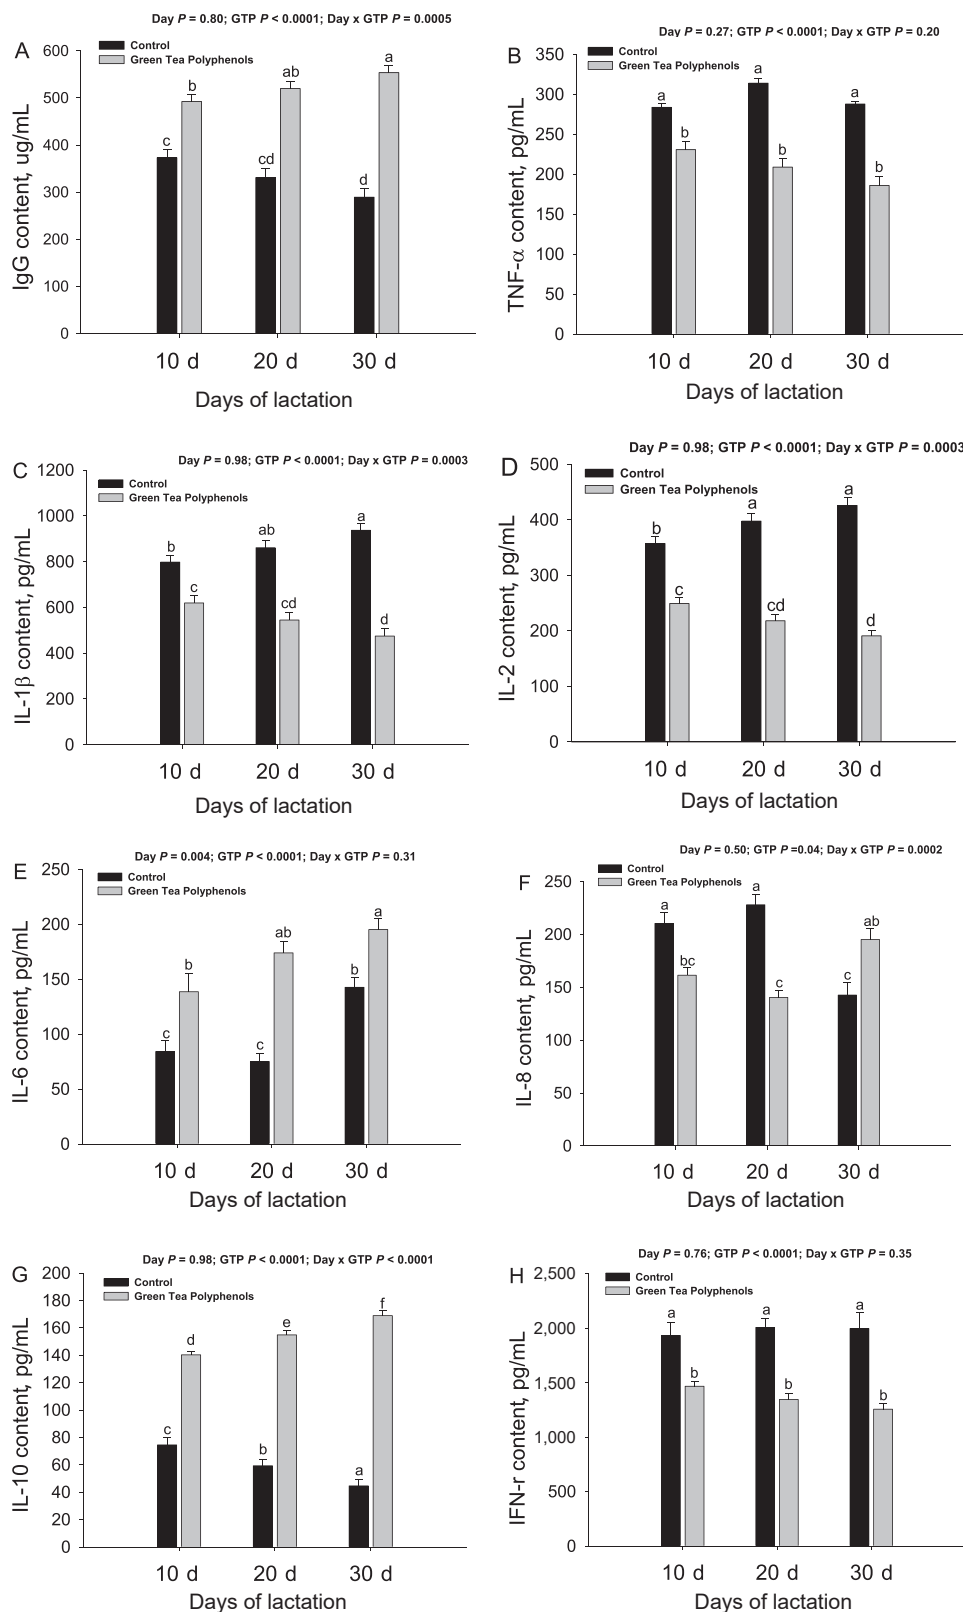 Day P = 0.80; GTP P < 0.0001; Day x GTP P = 0.0005
A
Control
Green Tea Polyphenols
IgG content, ug/mL
600
500
400
300
200
100
0
c
b
cd
ab
d
a
10 d
20 d
30 d
Days of lactation
Day P = 0.27; GTP P < 0.0001; Day x GTP P = 0.20
B
Control
Green Tea Polyphenols
TNF-α content, pg/mL
350
300
250
200
150
100
50
0
a
b
a
b
a
b
10 d
20 d
30 d
Days of lactation
Day P = 0.98; GTP P < 0.0001; Day x GTP P = 0.0003
C
Control
Green Tea Polyphenols
IL-1β content, pg/mL
1200
1000
800
600
400
200
0
b
c
ab
cd
a
d
10 d
20 d
30 d
Days of lactation
Day P = 0.98; GTP P < 0.0001; Day x GTP P = 0.0003
D
Control
Green Tea Polyphenols
IL-2 content, pg/mL
500
400
300
200
100
0
b
c
a
cd
a
d
10 d
20 d
30 d
Days of lactation
Day P = 0.004; GTP P < 0.0001; Day x GTP P = 0.31
E
Control
Green Tea Polyphenols
IL-6 content, pg/mL
250
200
150
100
50
0
c
b
c
ab
b
a
10 d
20 d
30 d
Days of lactation
Day P = 0.50; GTP P =0.04; Day x GTP P = 0.0002
F
Control
Green Tea Polyphenols
IL-8 content, pg/mL
250
200
150
100
50
0
a
bc
a
c
c
ab
10 d
20 d
30 d
Days of lactation
Day P = 0.98; GTP P < 0.0001; Day x GTP P < 0.0001
G
Control
Green Tea Polyphenols
IL-10 content, pg/mL
180
160
140
120
100
80
60
40
20
0
c
d
b
e
a
f
10 d
20 d
30 d
Days of lactation
Day P = 0.76; GTP P < 0.0001; Day x GTP P = 0.35
H
Control
Green Tea Polyphenols
IFN-r content, pg/mL
2,500
2,000
1,500
1,000
500
0
a
b
a
b
a
b
10 d
20 d
30 d
Days of lactation